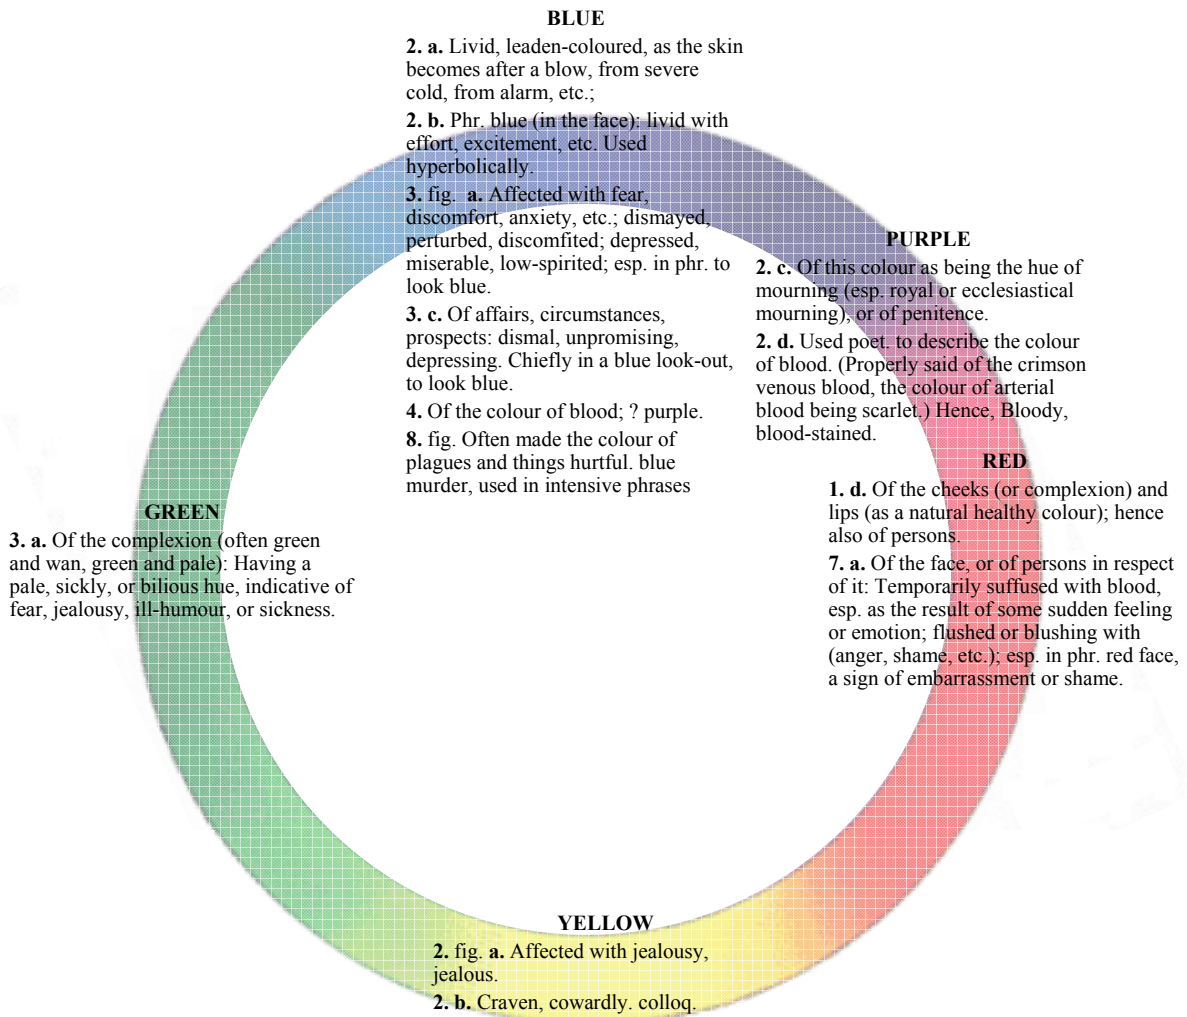 BLUE
2. a. Livid, leaden-coloured, as the skin
becomes after a blow, from severe
cold, from alarm, etc.;
2. b. Phr. blue (in the face): livid with
effort, excitement, etc. Used
hyperbolically.
3. fig. a. Affected with fear,
discomfort, anxiety, etc.; dismayed,
perturbed, discomfited; depressed,
miserable, low-spirited; esp. in phr. to
look blue.
3. c. Of affairs, circumstances,
prospects: dismal, unpromising,
depressing. Chiefly in a blue look-out,
to look blue.
4. Of the colour of blood; ? purple.
8. fig. Often made the colour of
plagues and things hurtful. blue
murder, used in intensive phrases
PURPLE
2. c. Of this colour as being the hue of
mourning (esp. royal or ecclesiastical
mourning), or of penitence.
2. d. Used poet. to describe the colour
of blood. (Properly said of the crimson
venous blood, the colour of arterial
blood being scarlet.) Hence, Bloody,
blood-stained.
RED
1. d. Of the cheeks (or complexion) and
lips (as a natural healthy colour); hence
also of persons.
7. a. Of the face, or of persons in respect
of it: Temporarily suffused with blood,
esp. as the result of some sudden feeling
or emotion; flushed or blushing with
(anger, shame, etc.); esp. in phr. red face,
a sign of embarrassment or shame.
GREEN
3. a. Of the complexion (often green
and wan, green and pale): Having a
pale, sickly, or bilious hue, indicative of
fear, jealousy, ill-humour, or sickness.
YELLOW
2. fig. a. Affected with jealousy,
jealous.
2. b. Craven, cowardly. colloq.